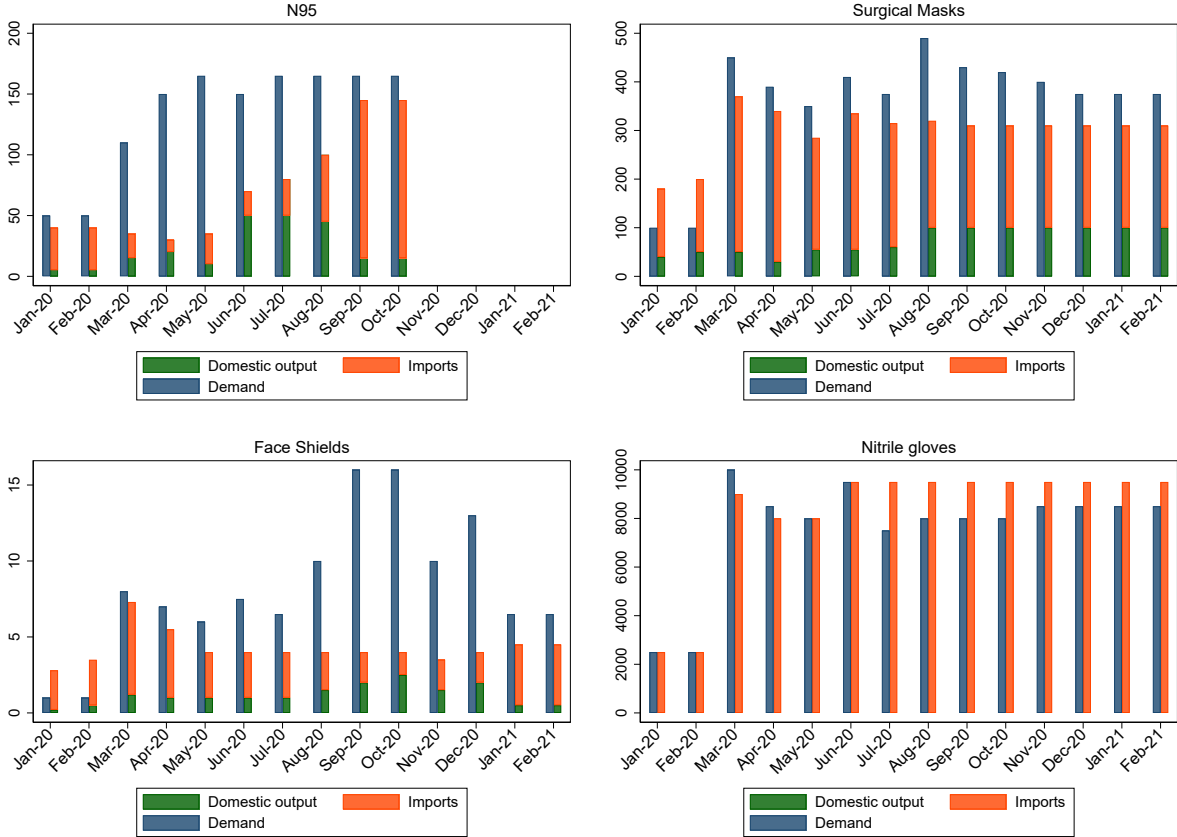 N95
200
150
100
50
0
Jan-20 Feb-20 Mar-20 Apr-20 May-20 Jun-20 Jul-20 Aug-20 Sep-20 Oct-20 Nov-20 Dec-20 Jan-21 Feb-21
Domestic output Imports
Demand
Surgical Masks
500
400
300
200
100
0
Jan-20 Feb-20 Mar-20 Apr-20 May-20 Jun-20 Jul-20 Aug-20 Sep-20 Oct-20 Nov-20 Dec-20 Jan-21 Feb-21
Domestic output Imports
Demand
Face Shields
15
10
5
0
Jan-20 Feb-20 Mar-20 Apr-20 May-20 Jun-20 Jul-20 Aug-20 Sep-20 Oct-20 Nov-20 Dec-20 Jan-21 Feb-21
Domestic output Imports
Demand
Nitrile gloves
10000
8000
6000
4000
2000
0
Jan-20 Feb-20 Mar-20 Apr-20 May-20 Jun-20 Jul-20 Aug-20 Sep-20 Oct-20 Nov-20 Dec-20 Jan-21 Feb-21
Domestic output Imports
Demand